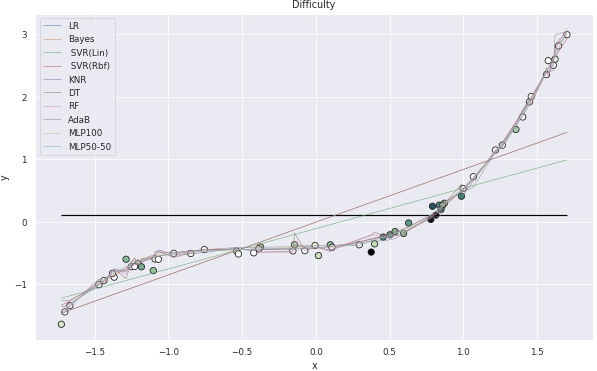 Difficulty
LR
Bayes
SVR(Lin)
SVR(Rbf)
KNR
DT
RF
AdaB
MLP100
MLP50-50
3
2
1
0
−1
y
−1.5 −1.0 −0.5 0.0 0.5 1.0 1.5
x